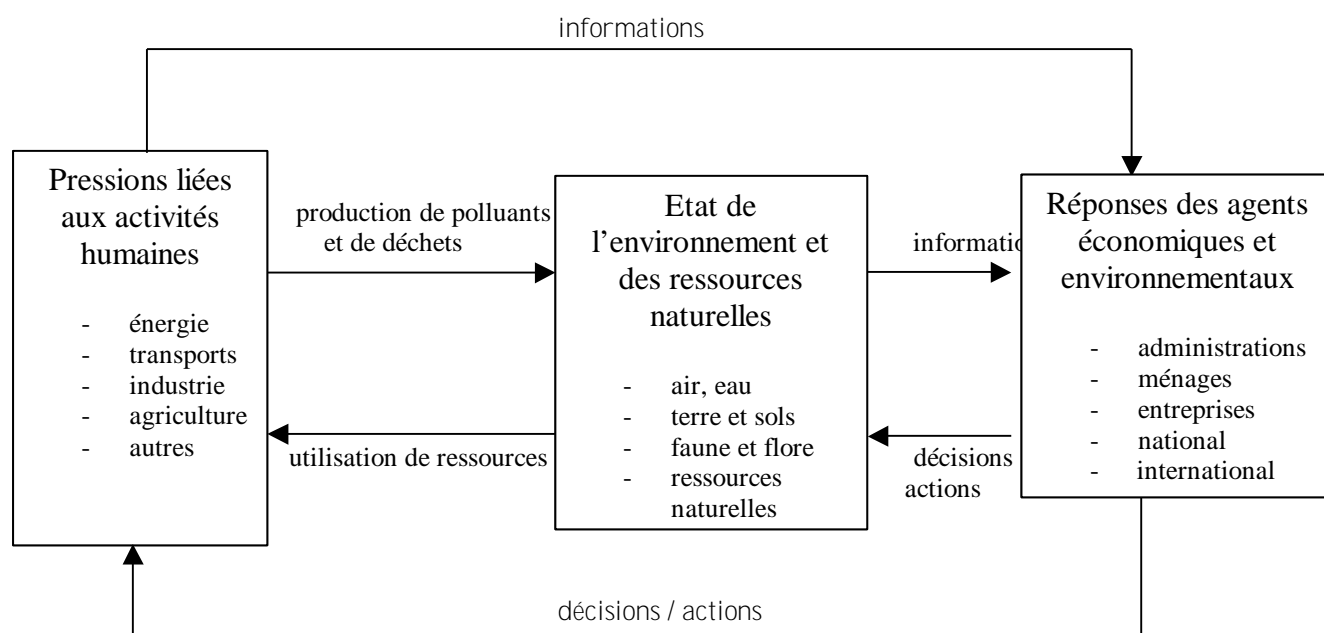 informations
Pressions liées
aux activités
humaines
- énergie
- transports
- industrie
- agriculture
- autres
production de polluants
et de déchets
utilisation de ressources
Etat de
l’environnement et
des ressources
naturelles
- air, eau
- terre et sols
- faune et flore
- ressources
naturelles
informatio
décisions
actions
Réponses des agents
économiques et
environnementaux
- administrations
- ménages
- entreprises
- national
- international
décisions / actions